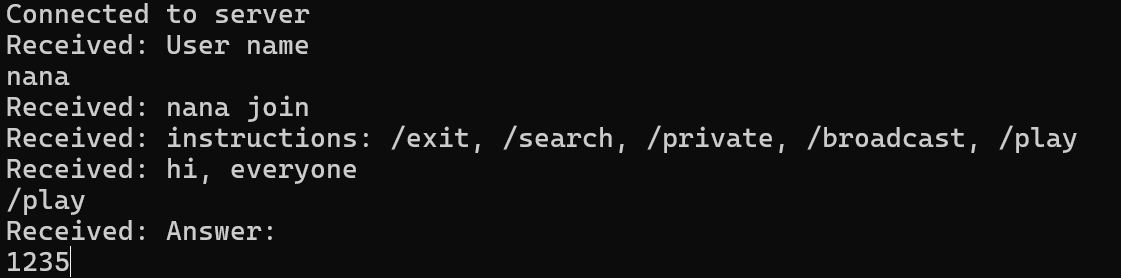 Connected to server
Received: User name
nana
Received: nana join
Received: instructions: /exit, /search, /private, /broadcast, /play
Received: hi, everyone
/play
Received: Answer:
1235